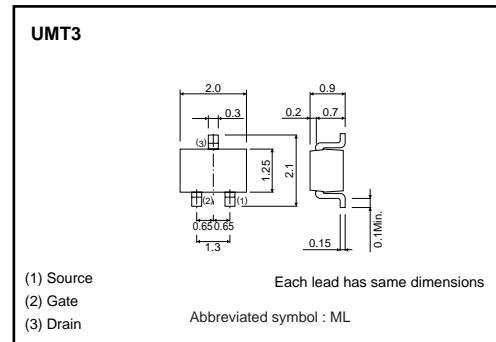 UMT3
2.0
0.9
0.3
0.2
0.7
(3)
1.25
2.1
(2)
(1)
0.1Min.
0.65
0.65
0.15
1.3
(1) Source
Each lead has same dimensions
(2) Gate
(3) Drain
Abbreviated symbol : ML